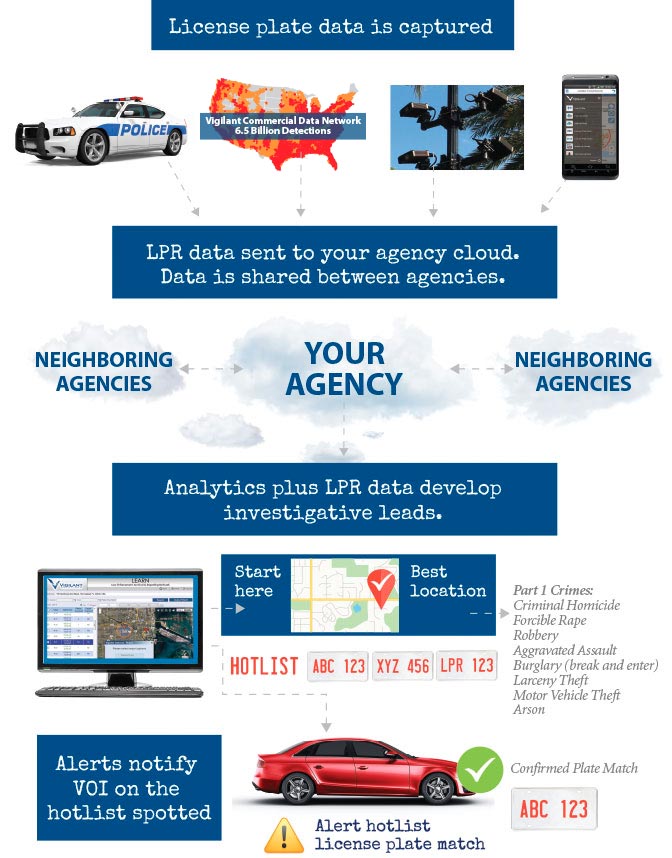 License plate data is captured
POLICE
Vigilant Commercial Data Network
6.5 Billion Detections
LPR data sent to your agency cloud.
Data is shared between agencies.
NEIGHBORING
AGENCIES
YOUR
AGENCY
NEIGHBORING
AGENCIES
Analytics plus LPR data develop
investigative leads.
VIGILANT
LEARN
Start
here
Best
location
Part 1 Crimes:
Criminal Homicide
Forcible Rape
Robbery
Aggravated Assault
Burglary (break and enter)
Larceny Theft
Motor Vehicle Theft
Arson
HOTLIST
ABC 123
XYZ 456
LPR 123
Alerts notify
VOI on the
hotlist spotted
Confirmed Plate Match
ABC 123
Alert hotlist
license plate match